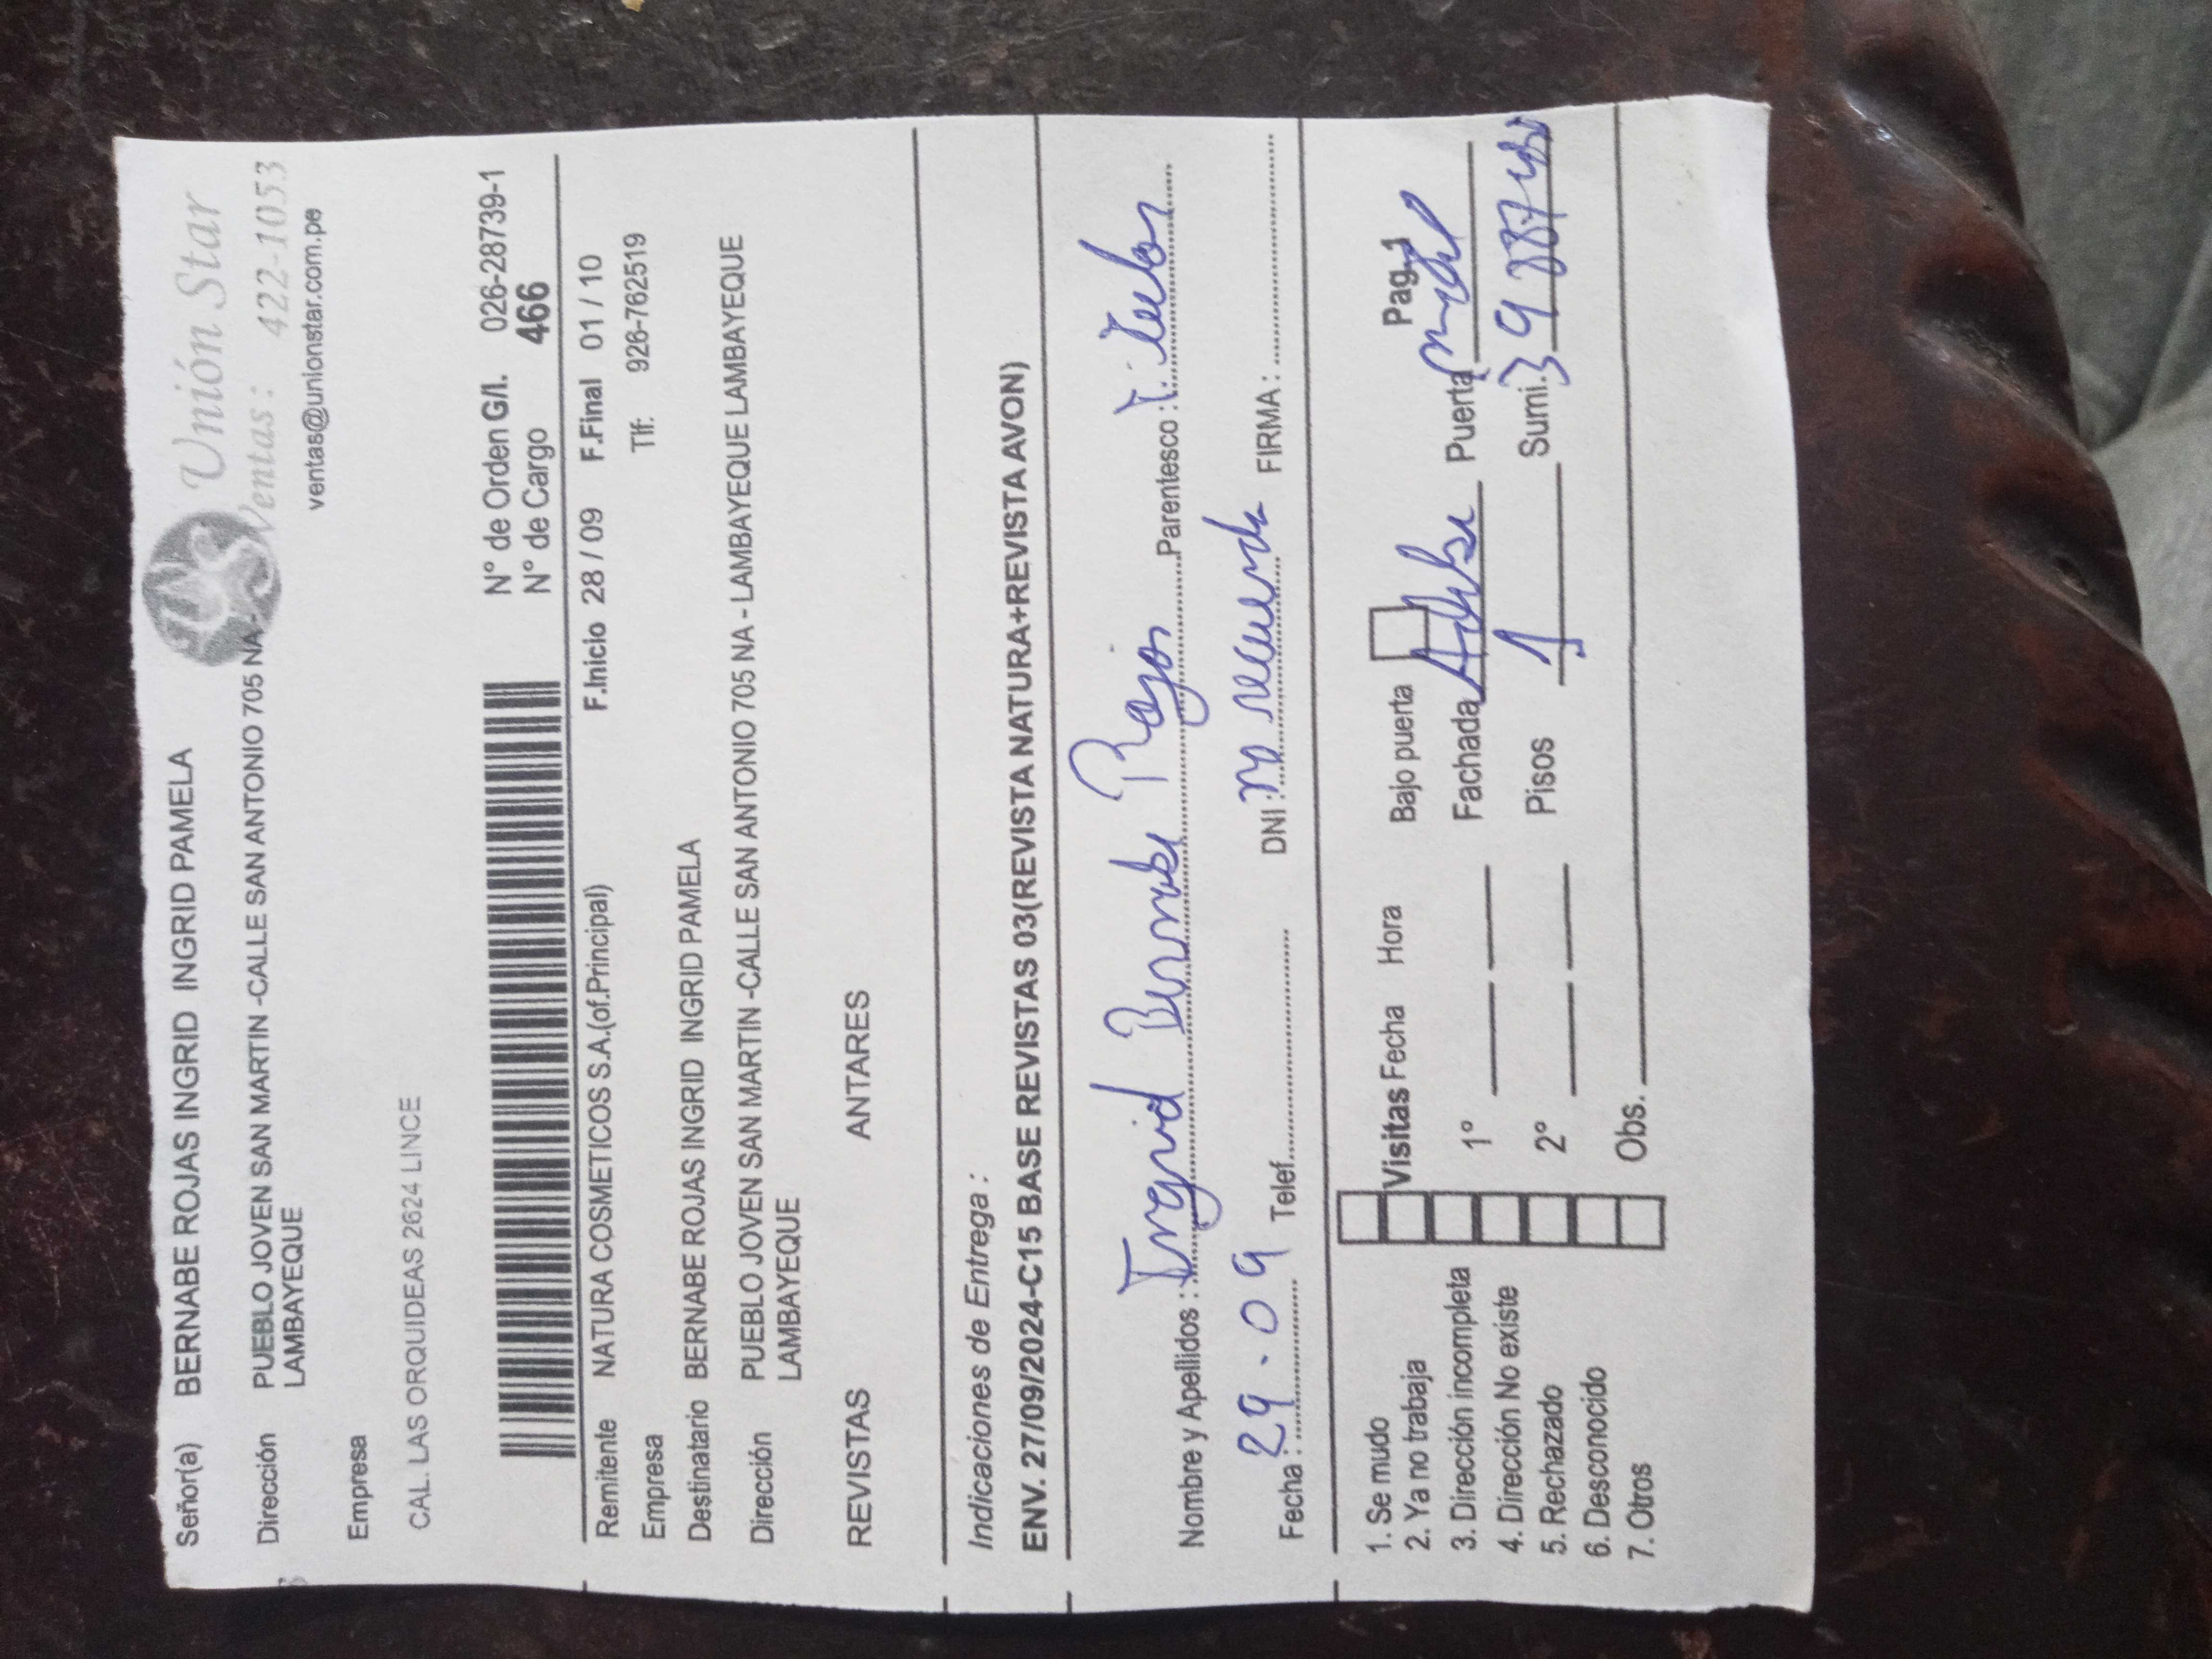 Señor(a) BERNABE ROJAS INGRID INGRID PAMELA
Unión Star
Ventas : 422-1053
ventas@unionstar.com.pe
Dirección PUEBLO JOVEN SAN MARTIN -CALLE SAN ANTONIO 705 NA -
LAMBAYEQUE
Empresa
CAL. LAS ORQUIDEAS 2624 LINCE
N° de Orden G/I. 026-28739-1
N° de Cargo 466
Remitente NATURA COSMETICOS S.A.(of.Principal) F.Inicio 28 / 09 F.Final 01 / 10
Empresa Tlf: 926-762519
Destinatario BERNABE ROJAS INGRID INGRID PAMELA
Dirección PUEBLO JOVEN SAN MARTIN -CALLE SAN ANTONIO 705 NA - LAMBAYEQUE LAMBAYEQUE
LAMBAYEQUE
REVISTAS ANTARES
Indicaciones de Entrega :
ENV. 27/09/2024-C15 BASE REVISTAS 03(REVISTA NATURA+REVISTA AVON)
Nombre y Apellidos : Ingrid Bernabe Rojas Parentesco :
Fecha : 29.09 Telef. DNI : no recuerda FIRMA :
1. Se mudo
2. Ya no trabaja
3. Dirección incompleta
4. Dirección No existe
5. Rechazado
6. Desconocido
7. Otros
Visitas Fecha Hora Bajo puerta Pag.1
1° Fachada Adobe Puerta
2° Pisos 1 Sumi.
Obs.